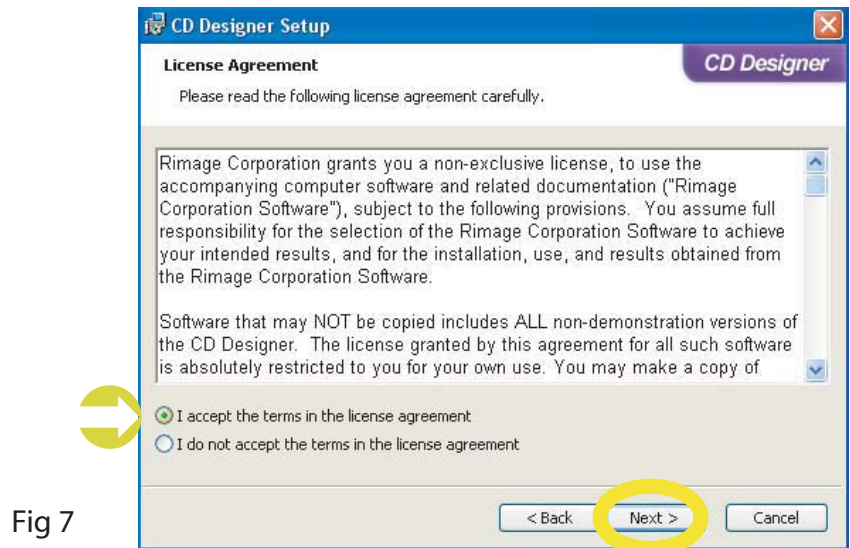 CD Designer Setup
License Agreement
CD Designer
Please read the following license agreement carefully.
Rimage Corporation grants you a non-exclusive license, to use the
accompanying computer software and related documentation ("Rimage
Corporation Software"), subject to the following provisions.  You assume full
responsibility for the selection of the Rimage Corporation Software to achieve
your intended results, and for the installation, use, and results obtained from
the Rimage Corporation Software.
Software that may NOT be copied includes ALL non-demonstration versions of
the CD Designer.  The license granted by this agreement for all such software
is absolutely restricted to you for your own use. You may make a copy of
I accept the terms in the license agreement
I do not accept the terms in the license agreement
< Back Next > Cancel
Fig 7